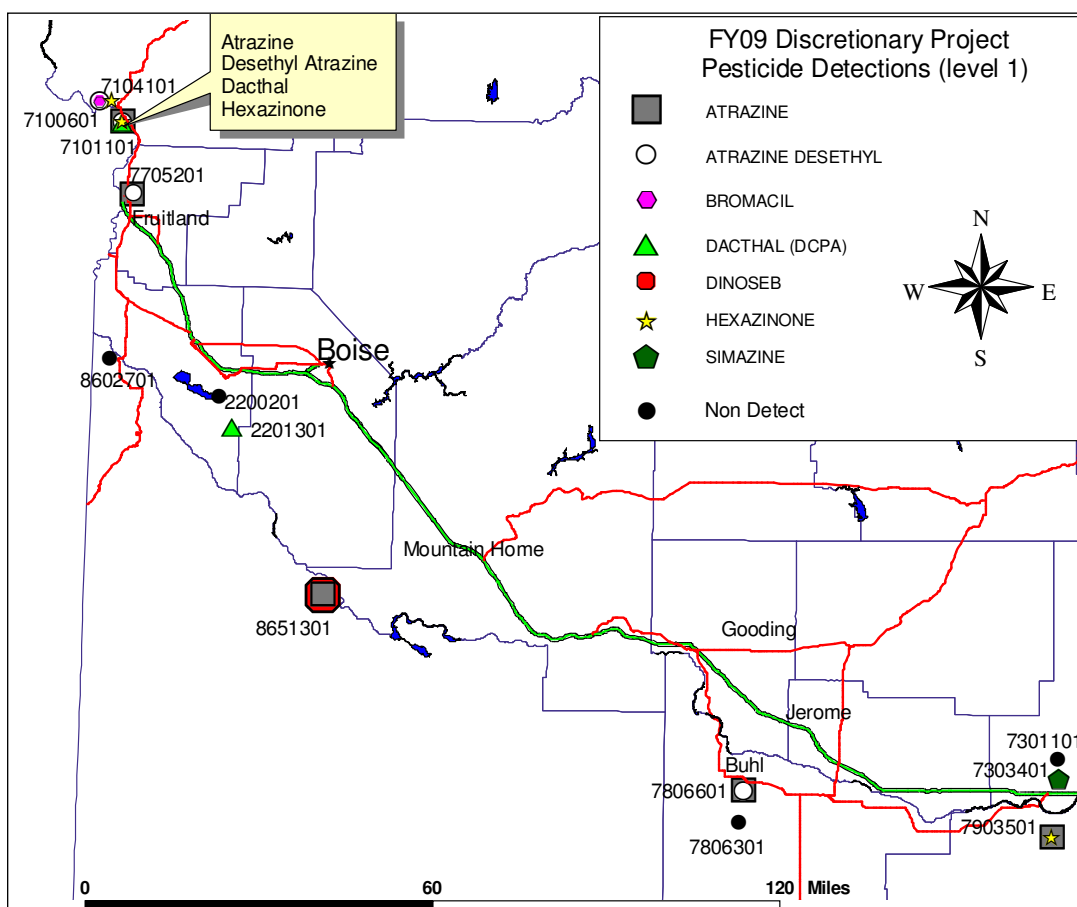 Atrazine
Desethyl Atrazine
Dacthal
Hexazinone
FY09 Discretionary Project
Pesticide Detections (level 1)
ATRAZINE
ATRAZINE DESETHYL
BROMACIL
DACTHAL (DCPA)
DINOSEB
HEXAZINONE
SIMAZINE
Non Detect
N
W
E
S
7104101
7100601
7101101
7705201
Fruitland
Boise
8602701
2200201
2201301
Mountain Home
8651301
Gooding
Jerome
7301101
7303401
Buhl
7806601
7903501
7806301
0
60
120 Miles